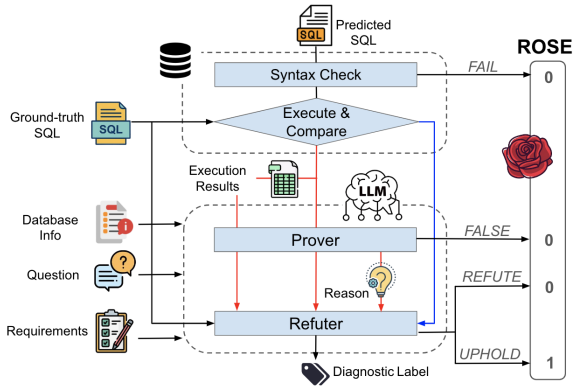 Predicted
SQL
SQL
ROSE
Syntax Check
FAIL
0
Ground-truth
SQL
SQL
Execute &
Compare
Execution
Results
LLM
Database
Info
Prover
FALSE
0
Question
?
Reason
REFUTE
0
Requirements
Refuter
UPHOLD
1
Diagnostic Label